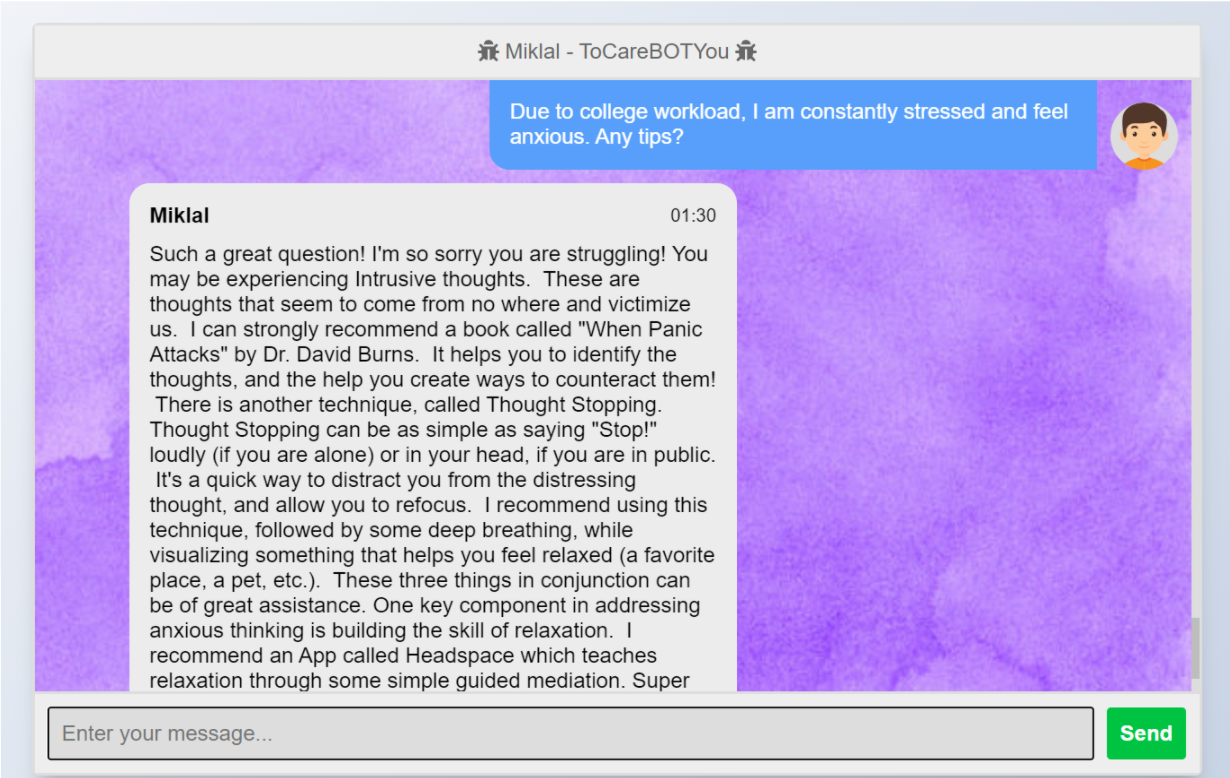 Miklal - ToCareBOTYou
Due to college workload, I am constantly stressed and feel
anxious. Any tips?
Miklal 01:30
Such a great question! I'm so sorry you are struggling! You
may be experiencing Intrusive thoughts.  These are
thoughts that seem to come from no where and victimize
us.  I can strongly recommend a book called "When Panic
Attacks" by Dr. David Burns.  It helps you to identify the
thoughts, and the help you create ways to counteract them!
There is another technique, called Thought Stopping.
Thought Stopping can be as simple as saying "Stop!"
loudly (if you are alone) or in your head, if you are in public.
It's a quick way to distract you from the distressing
thought, and allow you to refocus.  I recommend using this
technique, followed by some deep breathing, while
visualizing something that helps you feel relaxed (a favorite
place, a pet, etc.).  These three things in conjunction can
be of great assistance. One key component in addressing
anxious thinking is building the skill of relaxation.  I
recommend an App called Headspace which teaches
relaxation through some simple guided mediation. Super
Enter your message...
Send